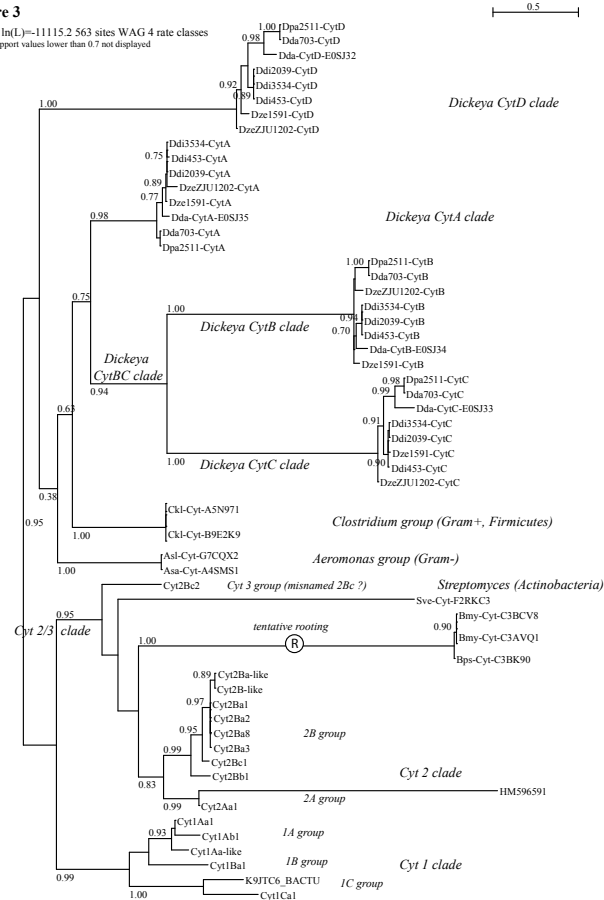 re 3
0.5
ln(L)=-11115.2 563 sites WAG 4 rate classes
pport values lower than 0.7 not displayed
1.00
Dpa2511-CytD
0.98
Dda703-CytD
Dda-CytD-E0SJ32
Ddi2039-CytD
0.92
Ddi3534-CytD
0.89
Ddi453-CytD
1.00
Dickeya CytD clade
Dze1591-CytD
DzeZJU1202-CytD
Ddi3534-CytA
0.75
Ddi453-CytA
Ddi2039-CytA
0.89
DzeZJU1202-CytA
0.77
Dze1591-CytA
0.98
Dda-CytA-E0SJ35
Dickeya CytA clade
Dda703-CytA
Dpa2511-CytA
1.00
Dpa2511-CytB
Dda703-CytB
0.75
DzeZJU1202-CytB
1.00
Ddi3534-CytB
0.94
Ddi2039-CytB
Dickeya CytB clade
0.70
Ddi453-CytB
Dda-CytB-E0SJ34
Dickeya
CytBC clade
Dze1591-CytB
0.94
0.98
Dpa2511-CytC
0.99
Dda703-CytC
0.63
Dda-CytC-E0SJ33
0.91
Ddi3534-CytC
Ddi2039-CytC
Dze1591-CytC
1.00
Dickeya CytC clade
0.90
Ddi453-CytC
DzeZJU1202-CytC
0.38
Ckl-Cyt-A5N971
0.95
Clostridium group (Gram+, Firmicutes)
1.00
Ckl-Cyt-B9E2K9
Asl-Cyt-G7CQX2
Aeromonas group (Gram-)
1.00
Asa-Cyt-A4SMS1
Cyt2Bc2
Cyt 3 group (misnamed 2Bc ?)
Streptomyces (Actinobacteria)
Sve-Cyt-F2RKC3
0.95
Bmy-Cyt-C3BCV8
Cyt 2/3 clade
tentative rooting
0.90
1.00
R
Bmy-Cyt-C3AVQ1
Bps-Cyt-C3BK90
0.89
Cyt2Ba-like
Cyt2B-like
0.97
Cyt2Ba1
Cyt2Ba2
0.95
Cyt2Ba8
2B group
Cyt2Ba3
0.99
Cyt2Bc1
Cyt2Bb1
Cyt 2 clade
0.83
HM596591
2A group
0.99
Cyt2Aa1
Cyt1Aa1
0.93
Cyt1Ab1
1A group
Cyt1Aa-like
Cyt1Ba1
1B group
Cyt 1 clade
0.99
K9JTC6_BACTU
1C group
1.00
Cyt1Ca1